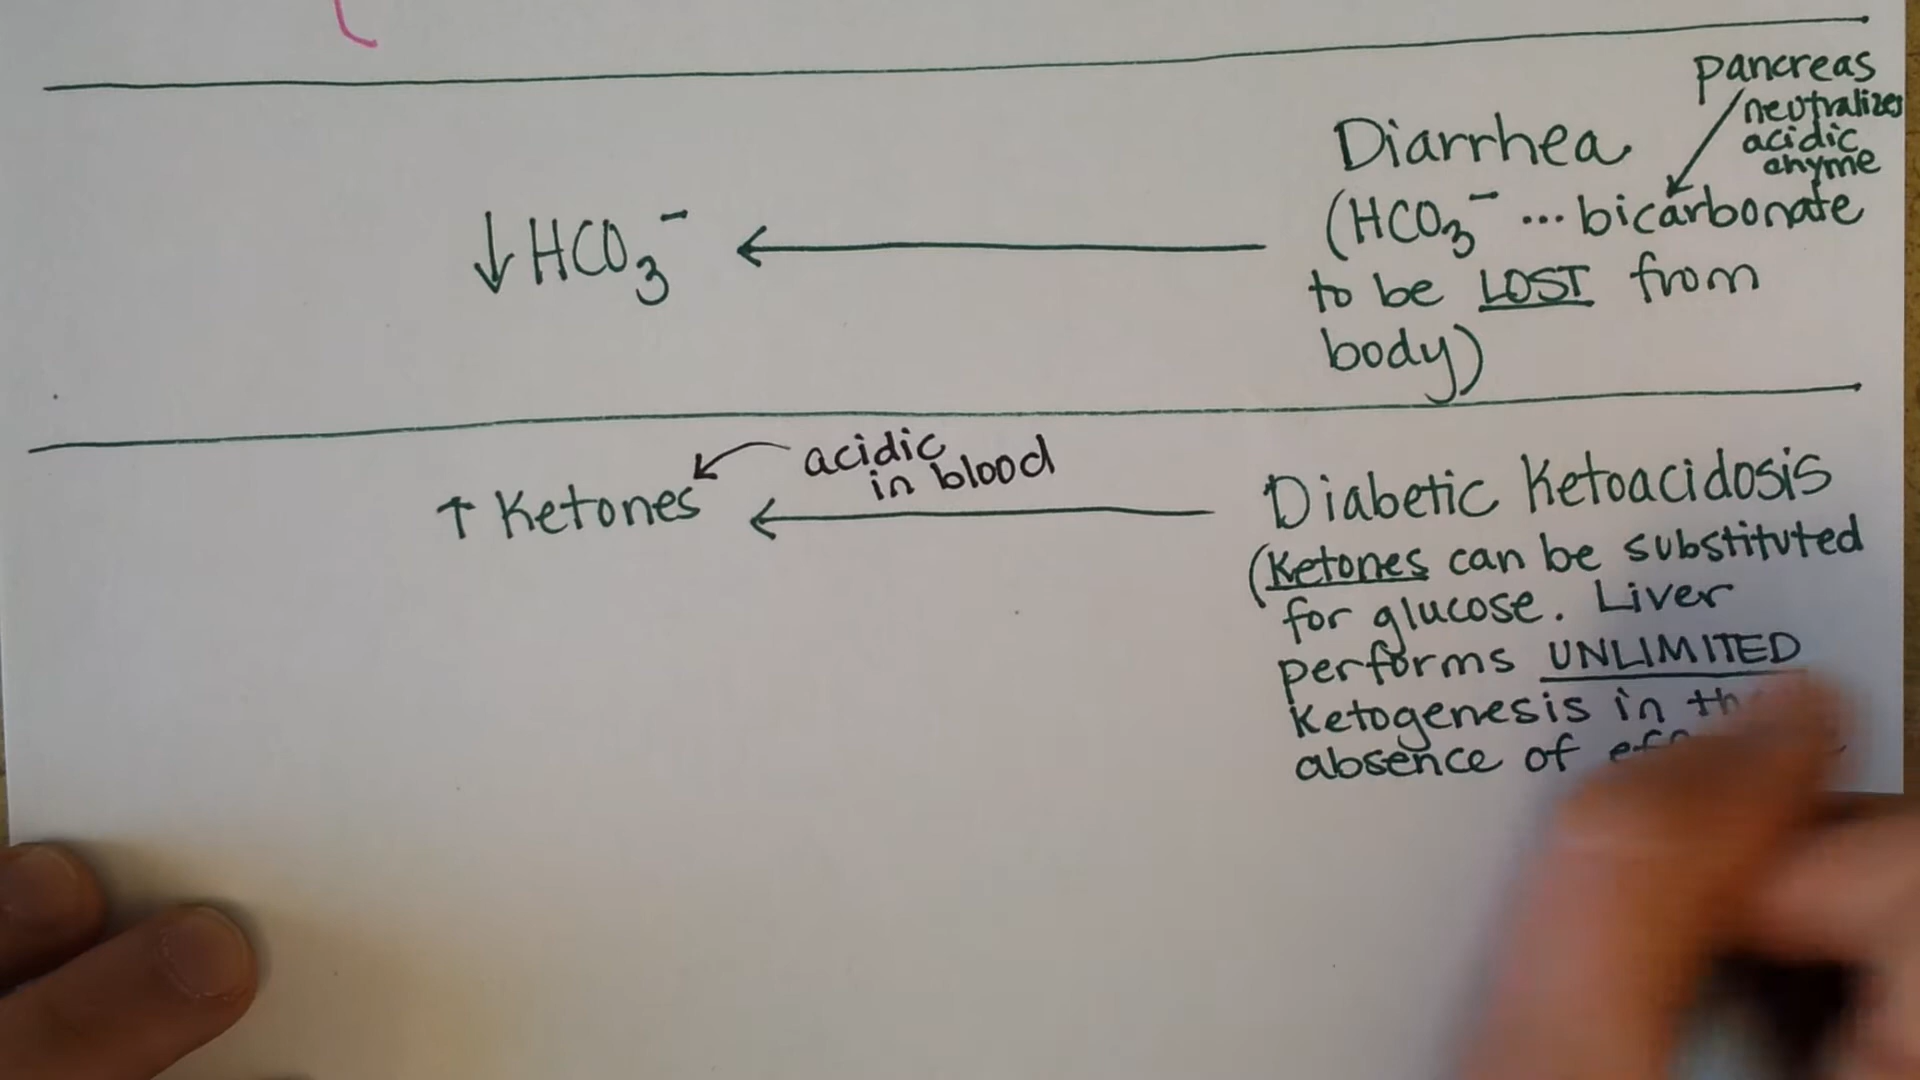 pancreas
neutralizes
acidic
chyme
Diarrhea
(HCO3- ... bicarbonate
to be LOST from
body)
↓HCO3-
acidic
in blood
↑ Ketones
Diabetic Ketoacidosis
(Ketones can be substituted
for glucose. Liver
performs UNLIMITED
Ketogenesis in
absence of